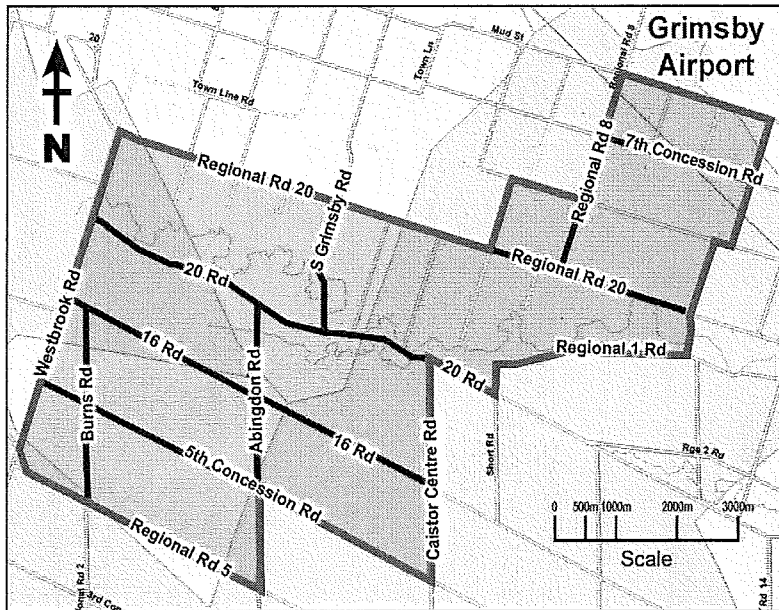 Grimsby
Airport
Mud St
Regional Rd 8
20
Town Ln
Town Line Rd
N
Regional Rd 20
S Grimsby Rd
Regional Rd 8
7th Concession Rd
Regional Rd 20
20 Rd
Westbrook Rd
16 Rd
Burns Rd
Abingdon Rd
20 Rd
Regional 1 Rd
5th Concession Rd
16 Rd
Caistor Centre Rd
Short Rd
Rge 2 Rd
Regional Rd 5
0 500m 1000m 2000m 3000m
Scale
Rd 14